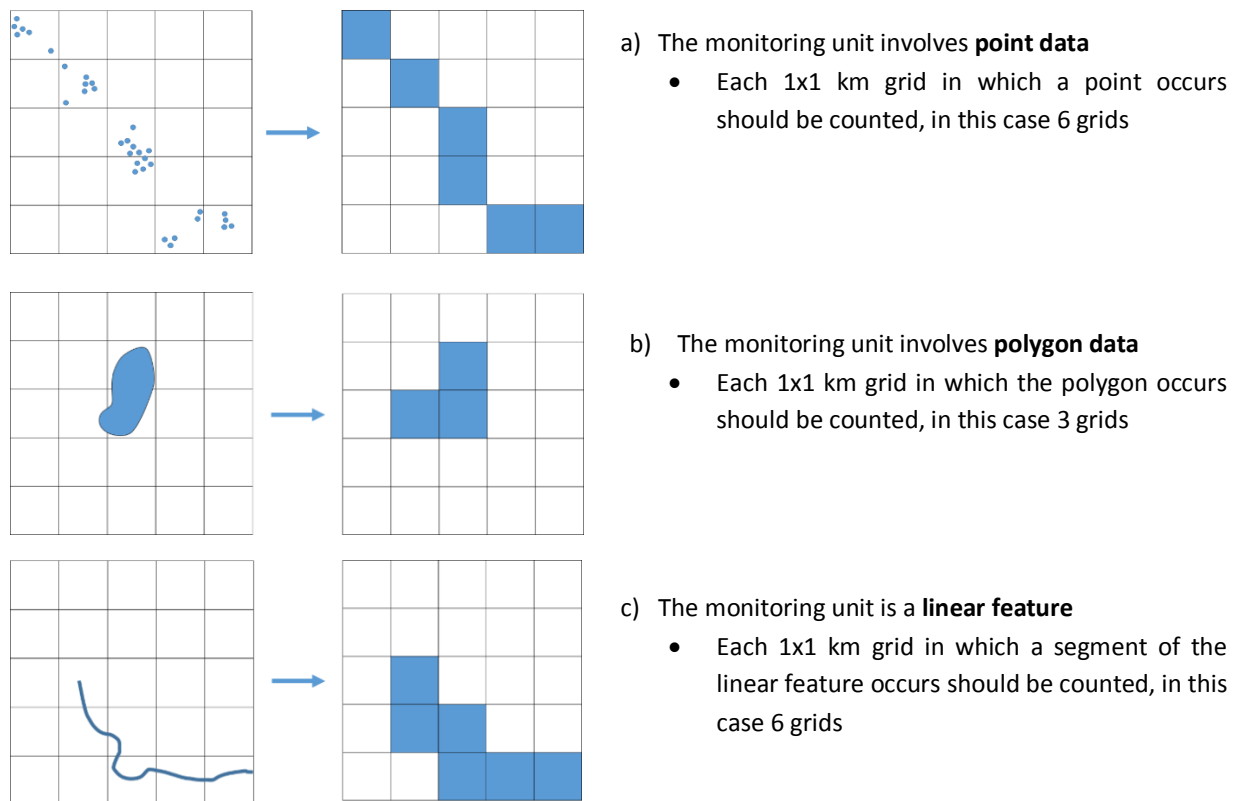 a) The monitoring unit involves point data
• Each 1x1 km grid in which a point occurs
should be counted, in this case 6 grids
b) The monitoring unit involves polygon data
• Each 1x1 km grid in which the polygon occurs
should be counted, in this case 3 grids
c) The monitoring unit is a linear feature
• Each 1x1 km grid in which a segment of the
linear feature occurs should be counted, in this
case 6 grids